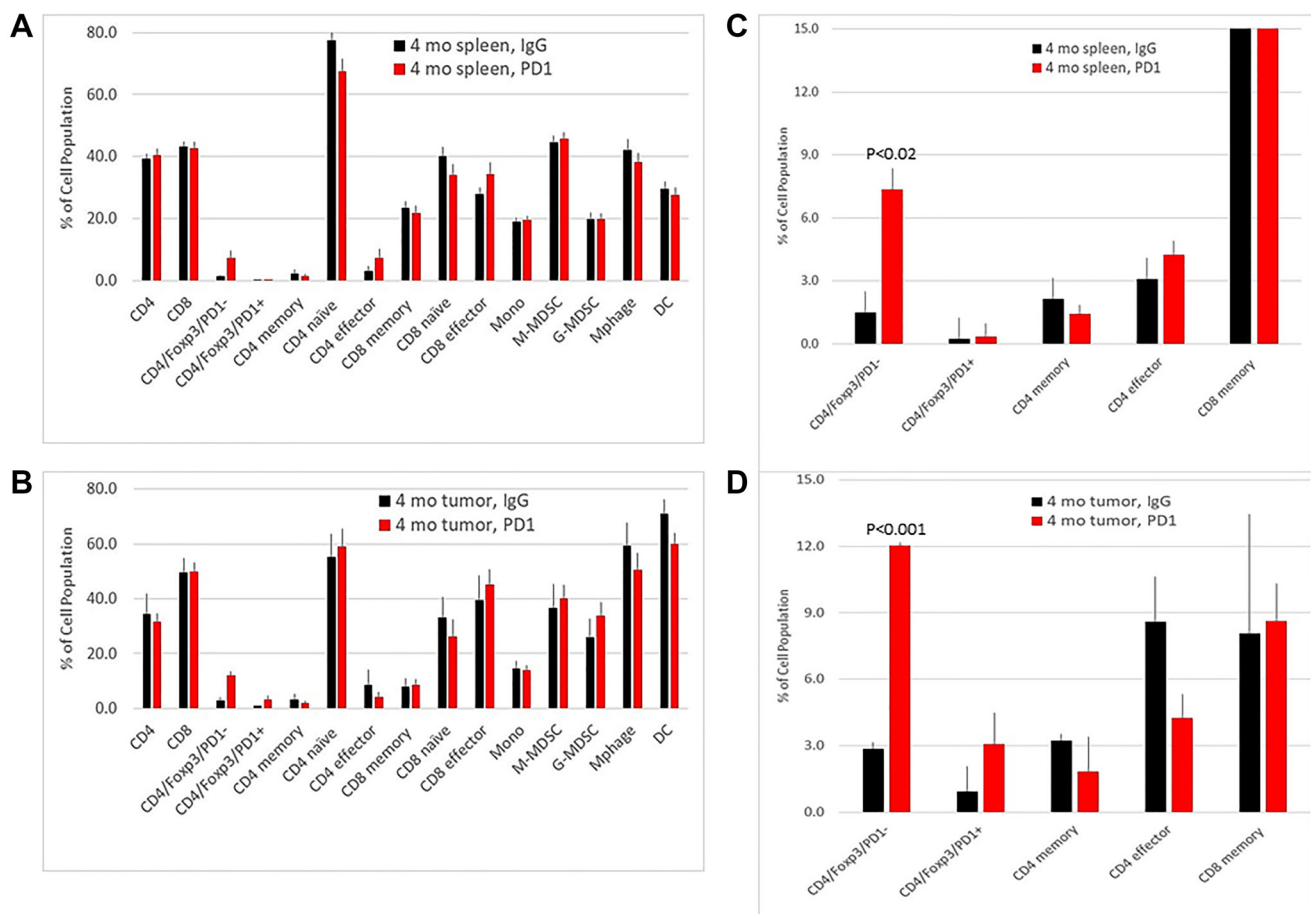 A
% of Cell Population
80.0
60.0
40.0
20.0
0.0
4 mo spleen, IgG
4 mo spleen, PD1
CD4
CD8
CD4/Foxp3/PD1-
CD4/Foxp3/PD1+
CD4 memory
CD4 naïve
CD4 effector
CD8 memory
CD8 naïve
CD8 effector
Mono
M-MDSC
G-MDSC
Mphage
DC
C
% of Cell Population
15.0
12.0
9.0
6.0
3.0
0.0
4 mo spleen, IgG
4 mo spleen, PD1
P<0.02
CD4/Foxp3/PD1-
CD4/Foxp3/PD1+
CD4 memory
CD4 effector
CD8 memory
B
% of Cell Population
80.0
60.0
40.0
20.0
0.0
4 mo tumor, IgG
4 mo tumor, PD1
CD4
CD8
CD4/Foxp3/PD1-
CD4/Foxp3/PD1+
CD4 memory
CD4 naïve
CD4 effector
CD8 memory
CD8 naïve
CD8 effector
Mono
M-MDSC
G-MDSC
Mphage
DC
D
% of Cell Population
15.0
12.0
9.0
6.0
3.0
0.0
4 mo tumor, IgG
4 mo tumor, PD1
P<0.001
CD4/Foxp3/PD1-
CD4/Foxp3/PD1+
CD4 memory
CD4 effector
CD8 memory